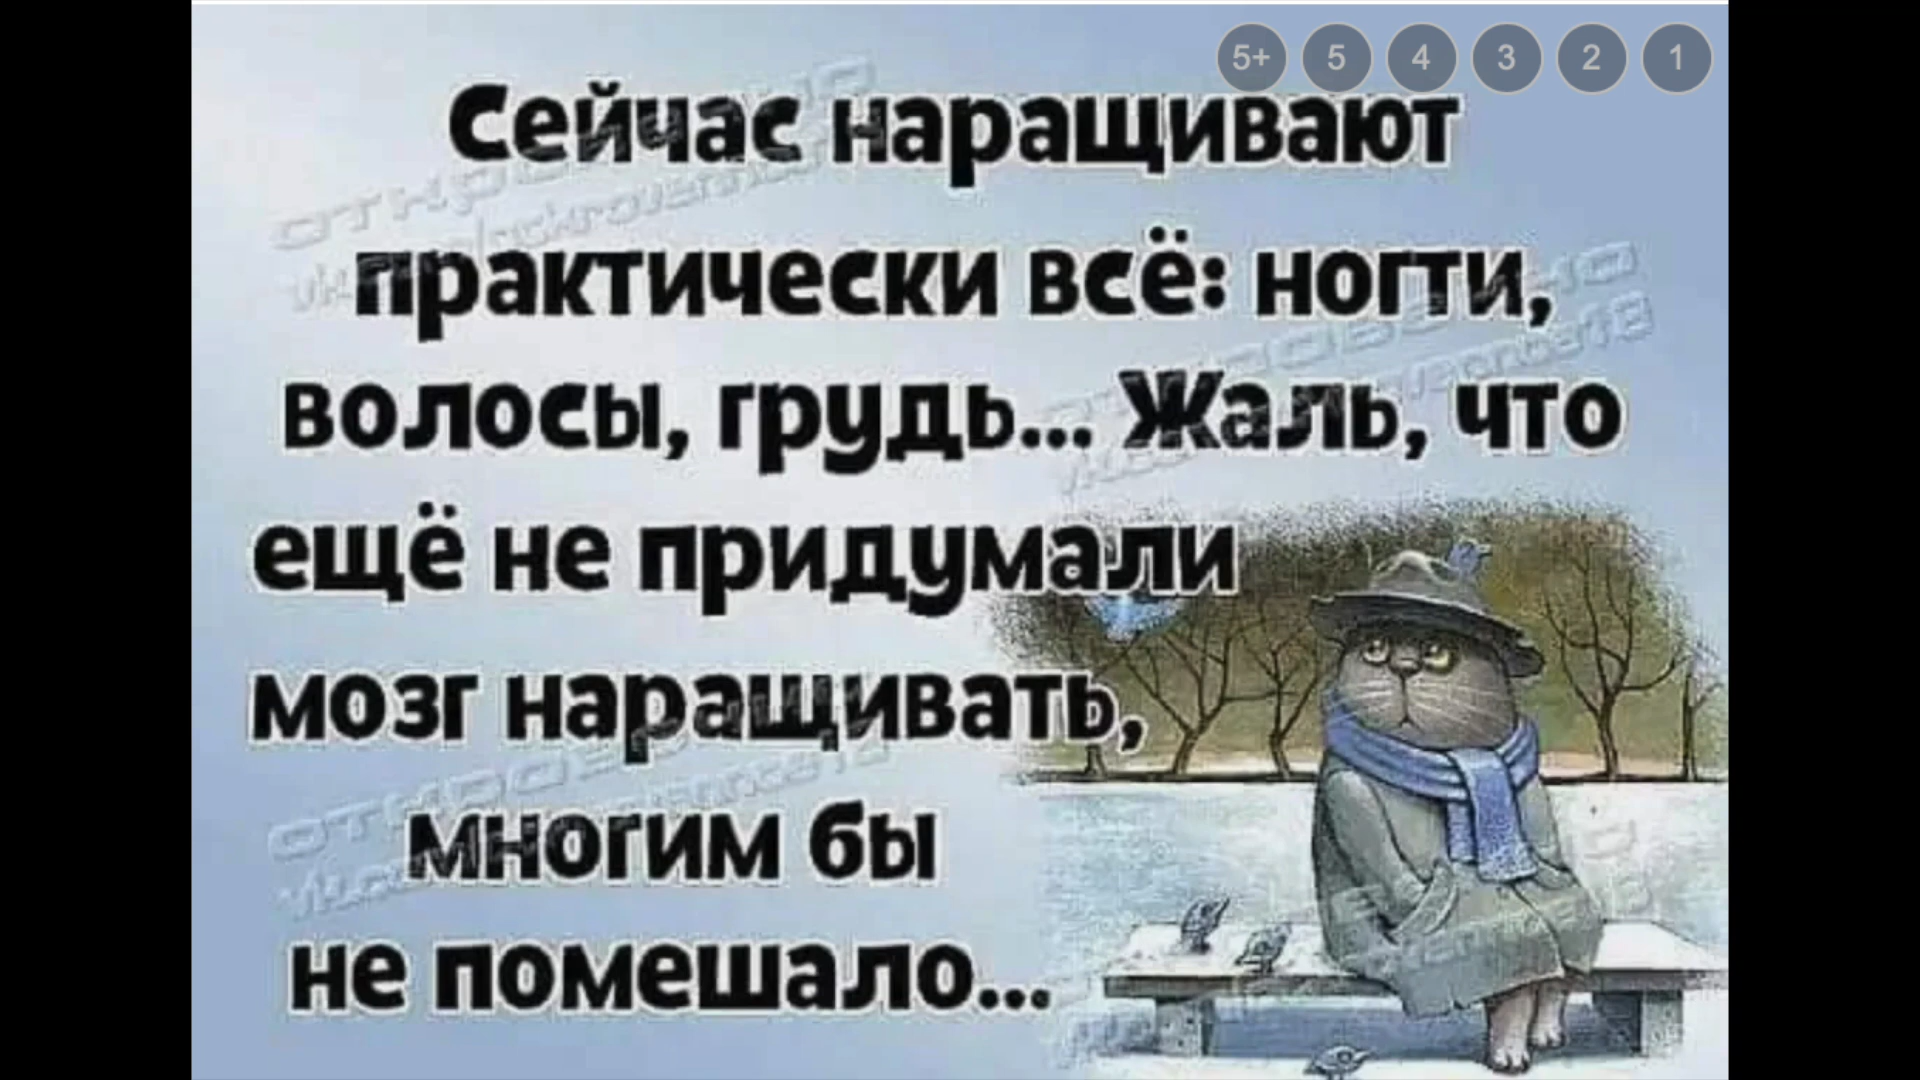 5+ 5 4 3 2 1
Сейчас наращивают
практически всё: ногти,
волосы, грудь... Жаль, что
ещё не придумали
мозг наращивать,
многим бы
не помешало...